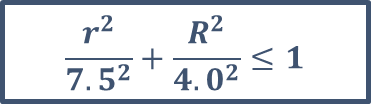 r²/7.5² + R²/4.0² ≤ 1